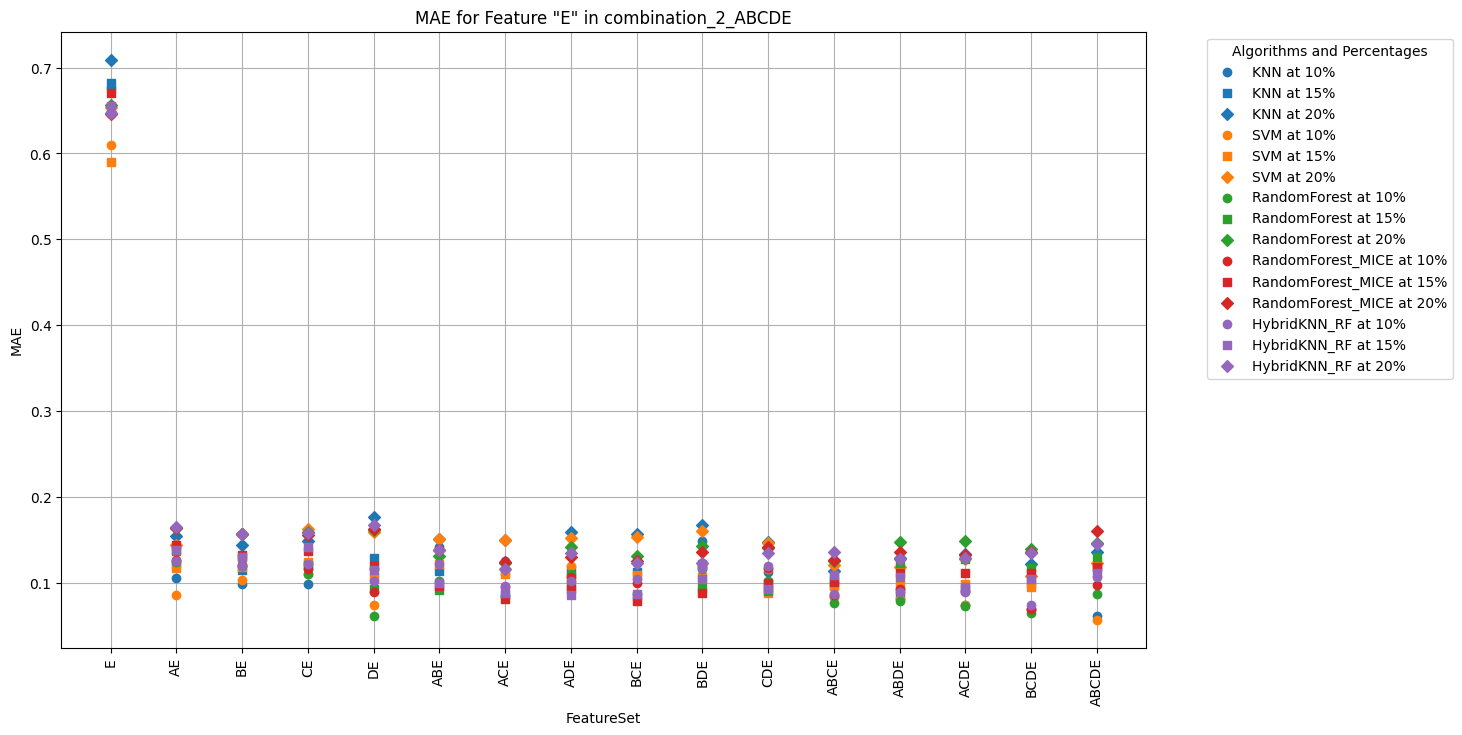 MAE for Feature "E" in combination_2_ABCDE
MAE
0.7
0.6
0.5
0.4
0.3
0.2
0.1
E
AE
BE
CE
DE
ABE
ACE
ADE
BCE
BDE
CDE
ABCE
ABDE
ACDE
BCDE
ABCDE
FeatureSet
Algorithms and Percentages
KNN at 10%
KNN at 15%
KNN at 20%
SVM at 10%
SVM at 15%
SVM at 20%
RandomForest at 10%
RandomForest at 15%
RandomForest at 20%
RandomForest_MICE at 10%
RandomForest_MICE at 15%
RandomForest_MICE at 20%
HybridKNN_RF at 10%
HybridKNN_RF at 15%
HybridKNN_RF at 20%